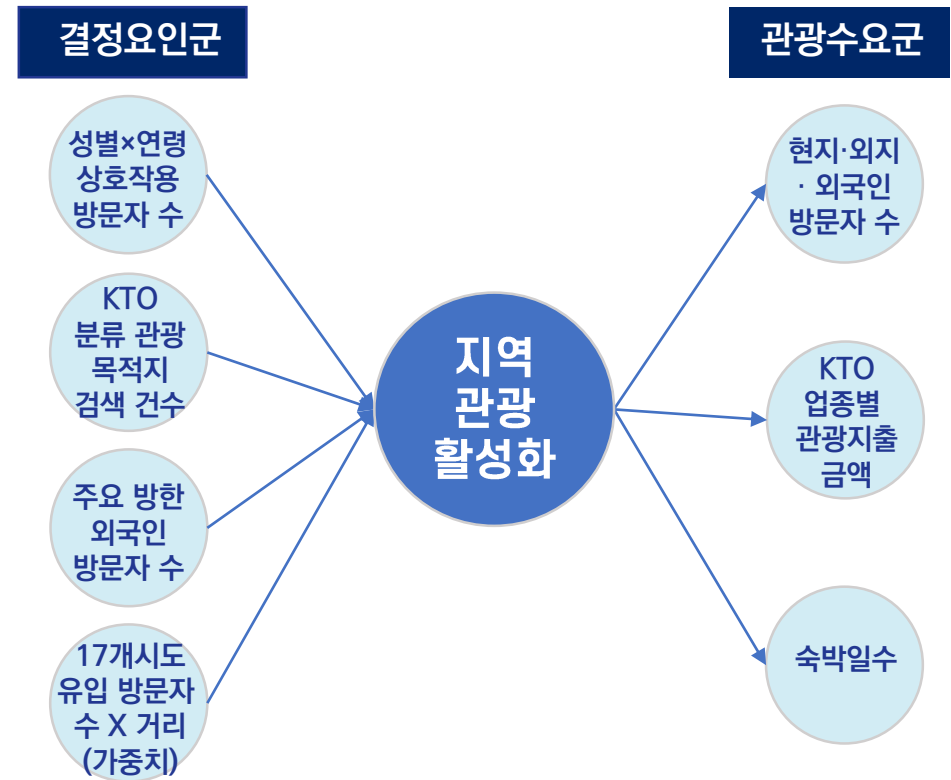 결정요인군
관광수요군
성별×연령
상호작용
방문자 수
KTO
분류 관광
목적지
검색 건수
주요 방한
외국인
방문자 수
17개시도
유입 방문자
수 X 거리
(가중치)
지역
관광
활성화
현지·외지
· 외국인
방문자 수
KTO
업종별
관광지출
금액
숙박일수